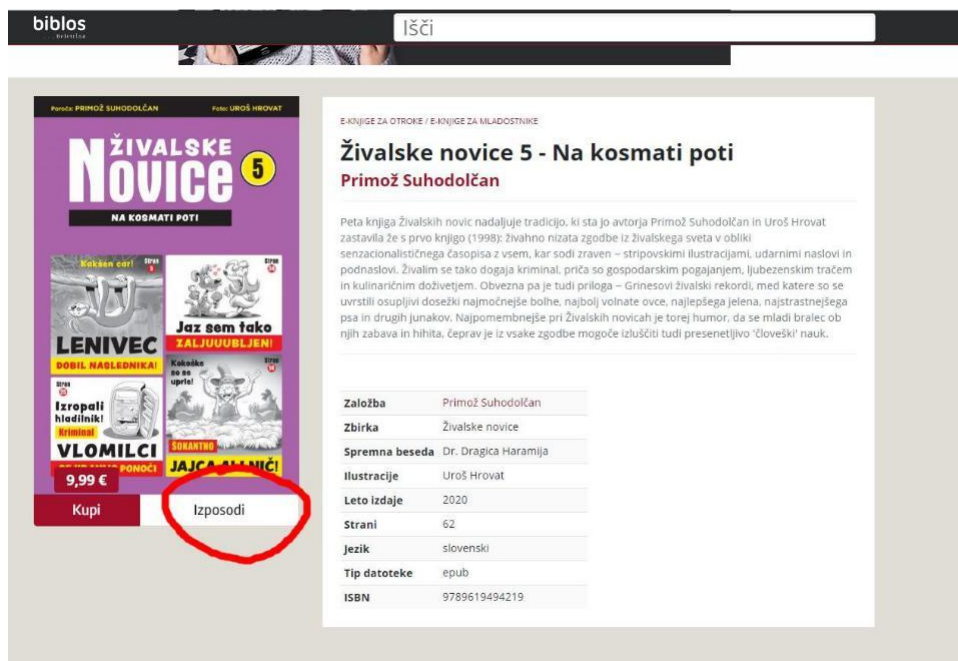 biblos
Beletrina
Išči
Poroča: PRIMOŽ SUHODOLČAN
Foto: UROŠ HROVAT
ŽIVALSKE
NOVICE
5
NA KOSMATI POTI
Kakšen car!
Stran
LENIVEC
DOBIL NASLEDNIKA!
Jaz sem tako
ZALJUUUBLJEN!
Stran
Izropali
hladilnik!
Kriminal
VLOMILCI
PONOČI
Kokoške
so se
uprle!
Stran
ŠOKANTNO
JAJCA ALI NIČ!
9,99 €
Kupi
Izposodi
E-KNJIGE ZA OTROKE / E-KNJIGE ZA MLADOSTNIKE
Živalske novice 5 - Na kosmati poti
Primož Suhodolčan
Peta knjiga Živalskih novic nadaljuje tradicijo, ki sta jo avtorja Primož Suhodolčan in Uroš Hrovat
zastavila že s prvo knjigo (1998): živahno nizata zgodbe iz živalskega sveta v obliki
senzacionalističnega časopisa z vsem, kar sodi zraven – stripovskimi ilustracijami, udarnimi naslovi in
podnaslovi. Živalim se tako dogaja kriminal, priča so gospodarskim pogajanjem, ljubezenskim tračem
in kulinaričnim doživetjem. Obvezna pa je tudi priloga – Grinesovi živalski rekordi, med katere so se
uvrstili osupljivi dosežki najmočnejše bolhe, najbolj volnate ovce, najlepšega jelena, najstrastnejšega
psa in drugih junakov. Najpomembnejše pri Živalskih novicah je torej humor, da se mladi bralec ob
njih zabava in hihita, čeprav je iz vsake zgodbe mogoče izluščiti tudi presenetljivo 'človeški' nauk.
Založba Primož Suhodolčan
Zbirka Živalske novice
Spremna beseda Dr. Dragica Haramija
Ilustracije Uroš Hrovat
Leto izdaje 2020
Strani 62
Jezik slovenski
Tip datoteke epub
ISBN 9789619494219